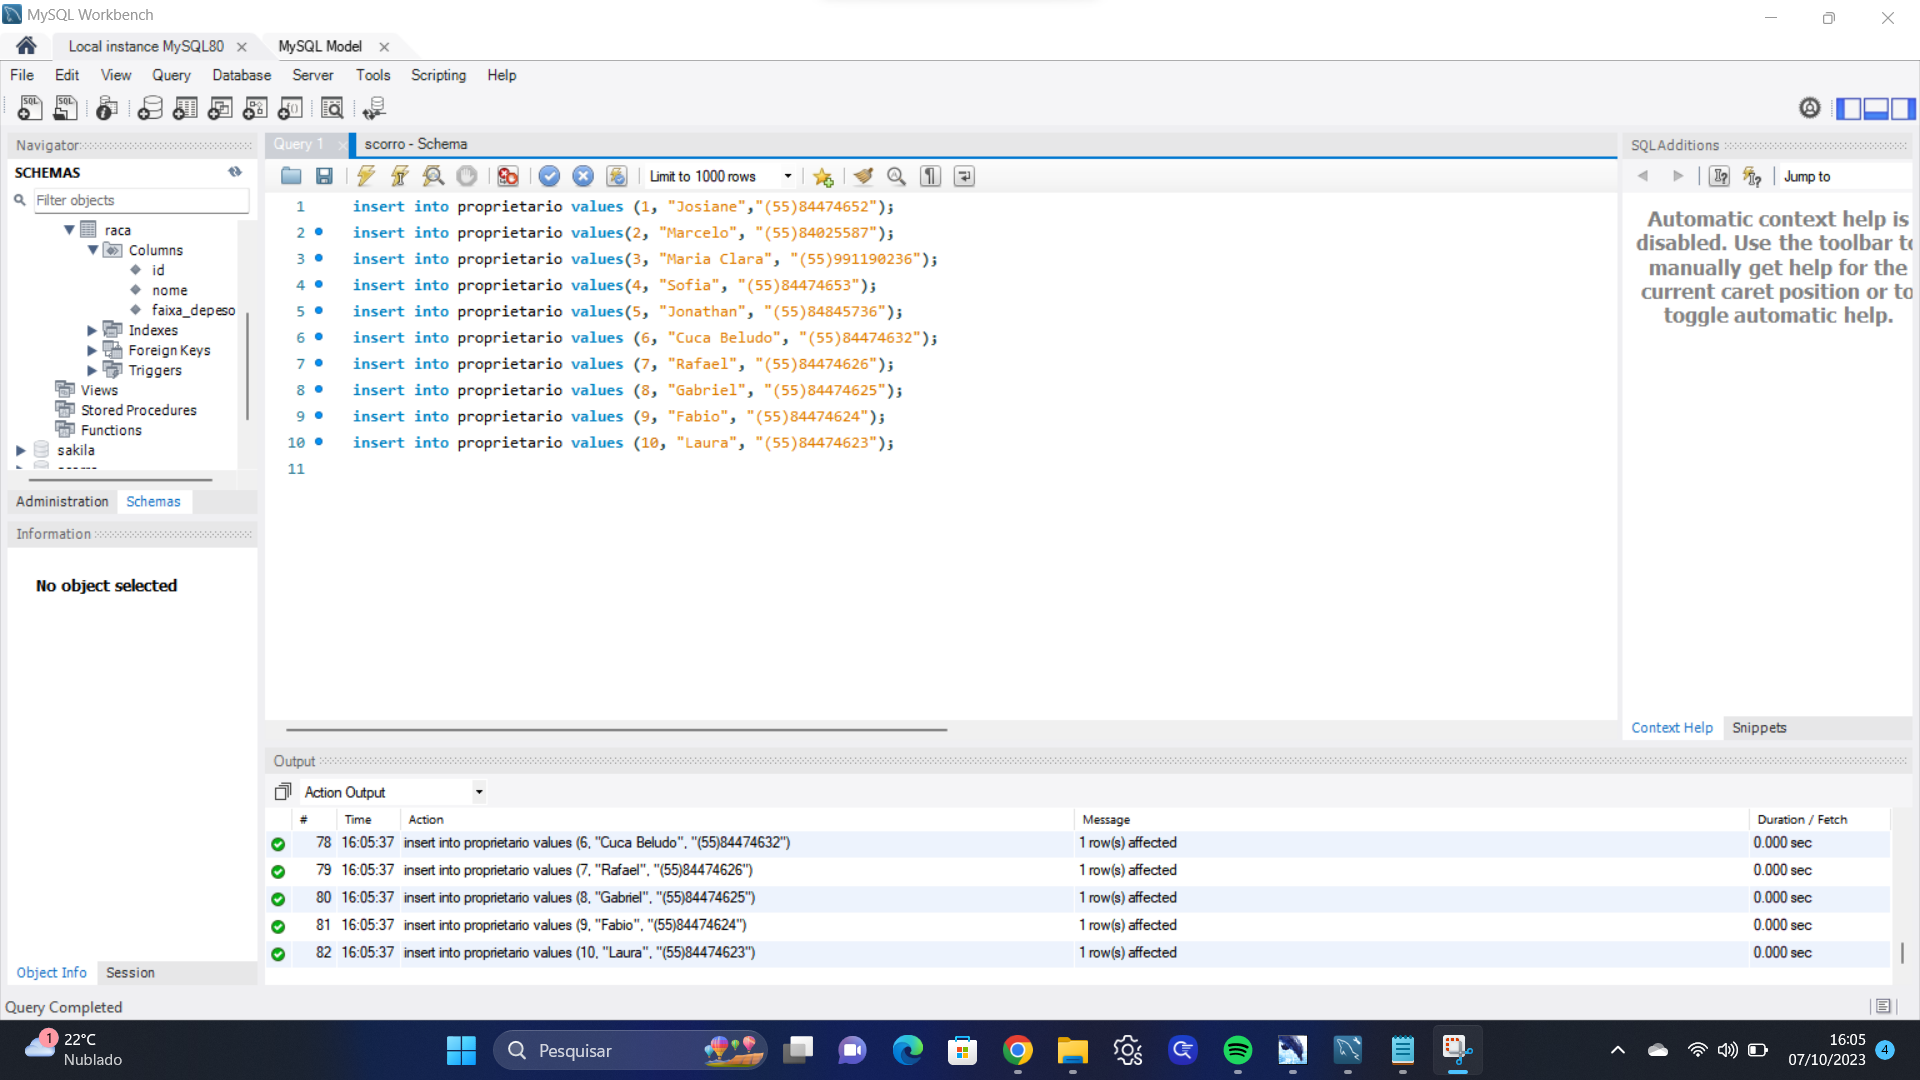 MySQL Workbench
Local instance MySQL80
MySQL Model
File Edit View Query Database Server Tools Scripting Help
Navigator
SCHEMAS
Filter objects
raca
Columns
id
nome
faixa_depeso
Indexes
Foreign Keys
Triggers
Views
Stored Procedures
Functions
sakila
Administration Schemas
Information
No object selected
Object Info Session
Query Completed
Query 1
scorro - Schema
Limit to 1000 rows
1 insert into proprietario values (1, "Josiane","(55)84474652");
2 insert into proprietario values(2, "Marcelo", "(55)84025587");
3 insert into proprietario values(3, "Maria Clara", "(55)991190236");
4 insert into proprietario values(4, "Sofia", "(55)84474653");
5 insert into proprietario values(5, "Jonathan", "(55)84845736");
6 insert into proprietario values (6, "Cuca Beludo", "(55)84474632");
7 insert into proprietario values (7, "Rafael", "(55)84474626");
8 insert into proprietario values (8, "Gabriel", "(55)84474625");
9 insert into proprietario values (9, "Fabio", "(55)84474624");
10 insert into proprietario values (10, "Laura", "(55)84474623");
11
SQLAdditions
Jump to
Automatic context help is
disabled. Use the toolbar to
manually get help for the
current caret position or to
toggle automatic help.
Context Help Snippets
Output
Action Output
# Time Action Message Duration / Fetch
78 16:05:37 insert into proprietario values (6, "Cuca Beludo", "(55)84474632") 1 row(s) affected 0.000 sec
79 16:05:37 insert into proprietario values (7, "Rafael", "(55)84474626") 1 row(s) affected 0.000 sec
80 16:05:37 insert into proprietario values (8, "Gabriel", "(55)84474625") 1 row(s) affected 0.000 sec
81 16:05:37 insert into proprietario values (9, "Fabio", "(55)84474624") 1 row(s) affected 0.000 sec
82 16:05:37 insert into proprietario values (10, "Laura", "(55)84474623") 1 row(s) affected 0.000 sec
1
22°C
Nublado
Pesquisar
16:05
07/10/2023
4